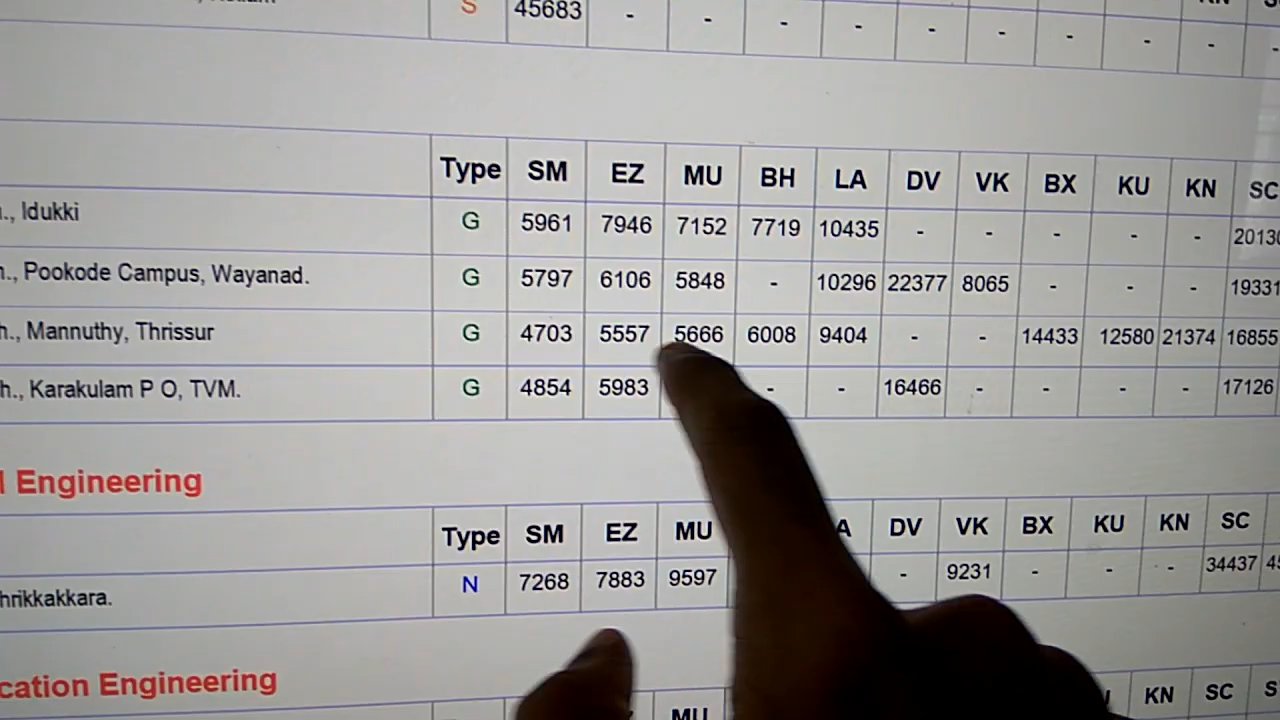 S 45683 - - - - - - - - - -
Type SM EZ MU BH LA DV VK BX KU KN SC
Idukki G 5961 7946 7152 7719 10435 - - - - - 20130
Pookode Campus, Wayanad. G 5797 6106 5848 - 10296 22377 8065 - - - 19331
Mannuthy, Thrissur G 4703 5557 5666 6008 9404 - - 14433 12580 21374 16855
Karakulam P O, TVM. G 4854 5983 - - 16466 - - - - 17126
l Engineering
Type SM EZ MU A DV VK BX KU KN SC
hrikkakkara. N 7268 7883 9597 - 9231 - - - 34437
cation Engineering
MU KN SC